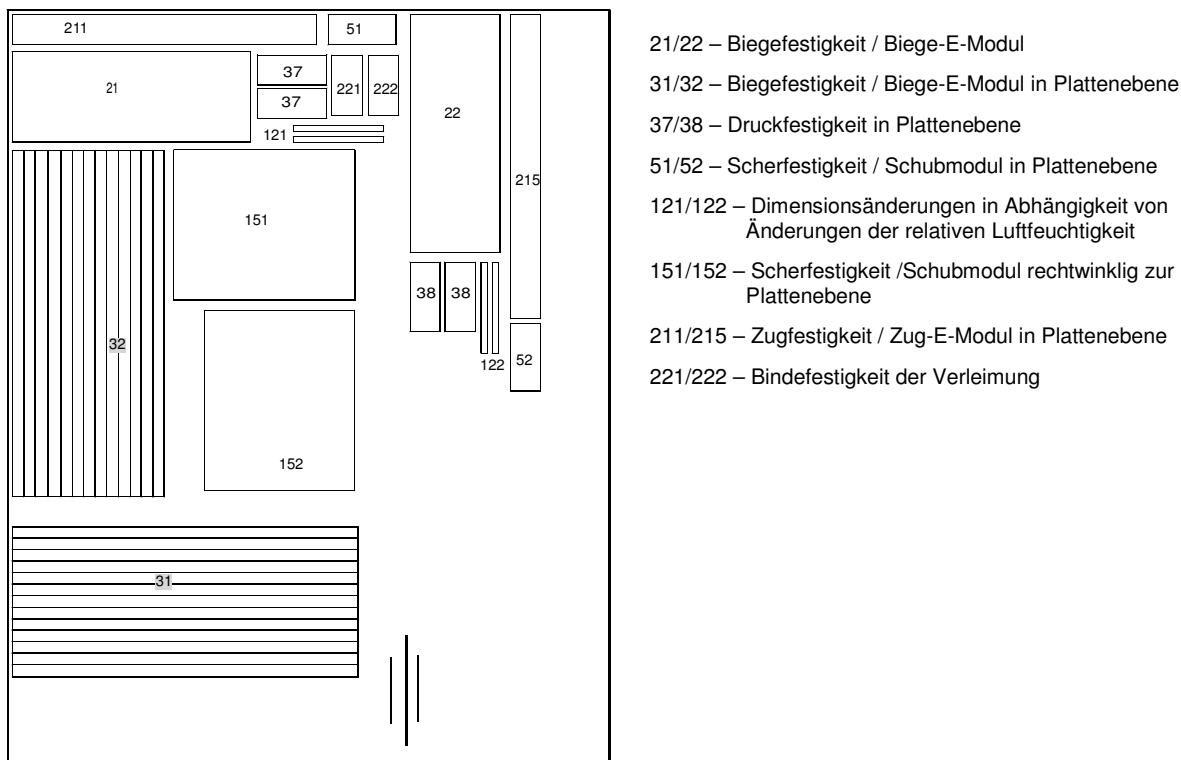 211
51
21
37
37
221
222
121
22
215
151
32
38
38
122
52
152
31
21/22 – Biegefestigkeit / Biege-E-Modul
31/32 – Biegefestigkeit / Biege-E-Modul in Plattenebene
37/38 – Druckfestigkeit in Plattenebene
51/52 – Scherfestigkeit / Schubmodul in Plattenebene
121/122 – Dimensionsänderungen in Abhängigkeit von
Änderungen der relativen Luftfeuchtigkeit
151/152 – Scherfestigkeit /Schubmodul rechtwinklig zur
Plattenebene
211/215 – Zugfestigkeit / Zug-E-Modul in Plattenebene
221/222 – Bindefestigkeit der Verleimung